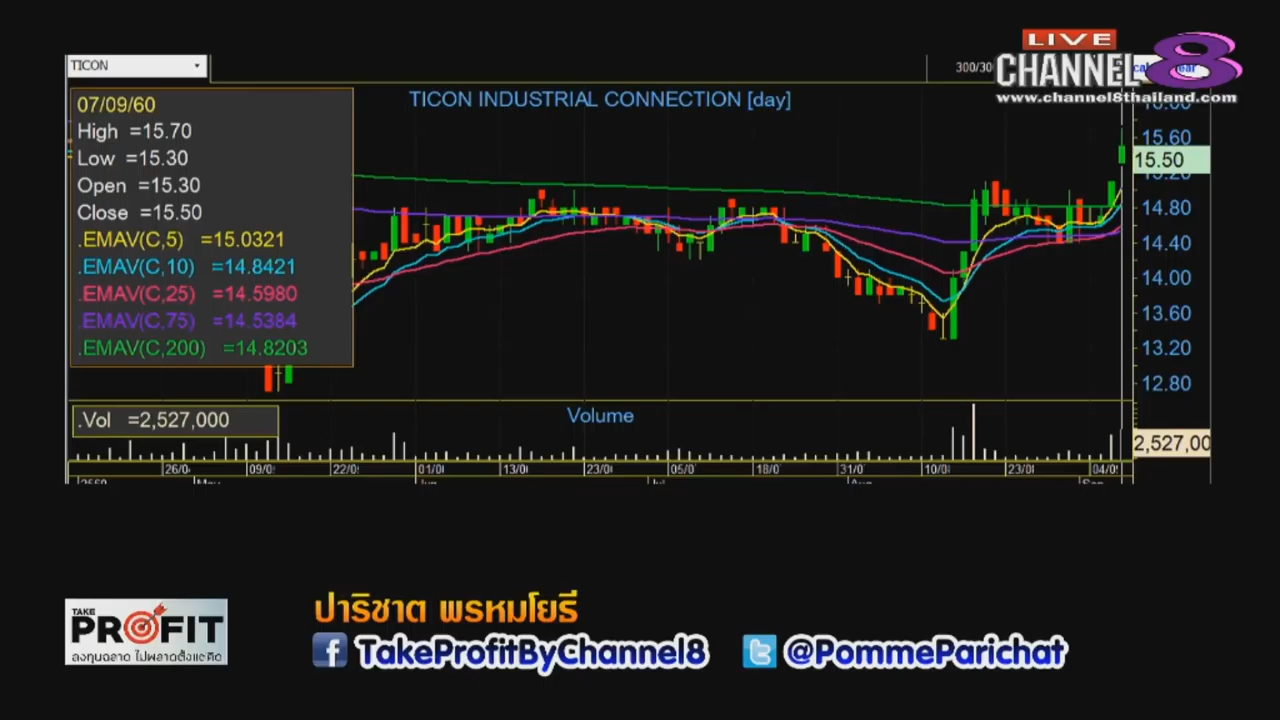 TICON
300/30
LIVE
CHANNEL 8
www.channel8thailand.com
TICON INDUSTRIAL CONNECTION [day]
07/09/60
High =15.70
Low =15.30
Open =15.30
Close =15.50
.EMAV(C,5) =15.0321
.EMAV(C,10) =14.8421
.EMAV(C,25) =14.5980
.EMAV(C,75) =14.5384
.EMAV(C,200) =14.8203
15.60
15.50
15.20
14.80
14.40
14.00
13.60
13.20
12.80
.Vol =2,527,000
Volume
2,527,00
26/0 09/0 22/0 01/0 13/0 23/0 05/0 18/0 31/0 10/0 23/0 04/0
TAKE
PROFIT
ลงทุนฉลาด ไม่พลาดตั้งแต่คิด
ปาริชาต พรหมโยธี
TakeProfitByChannel8
@PommeParichat